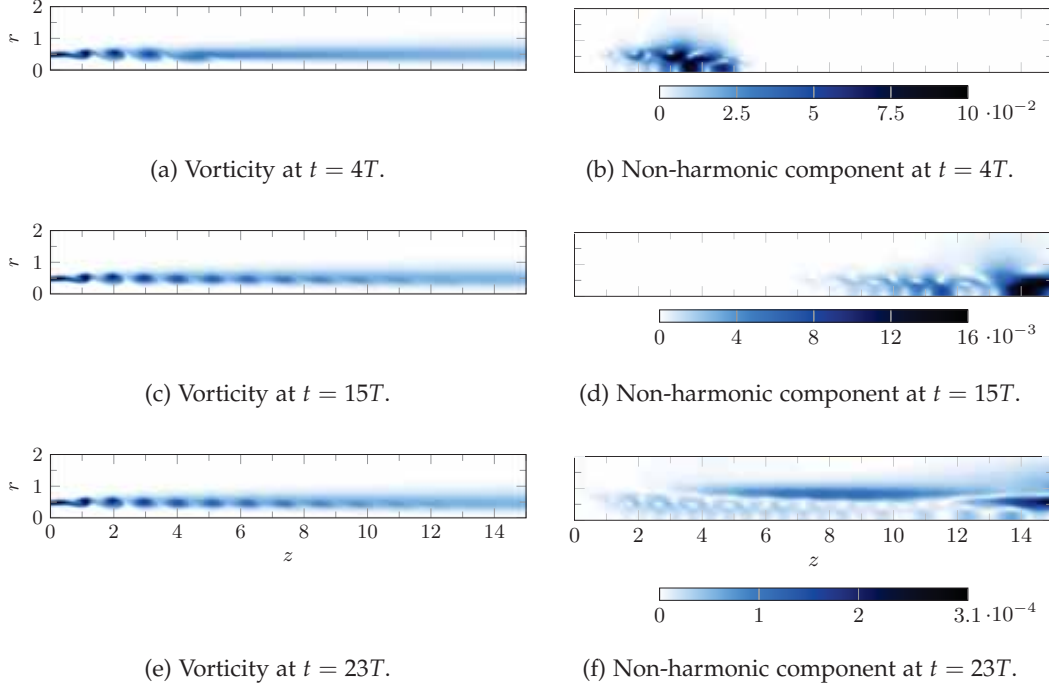 2
1
0
r
0 2.5 5 7.5 10 ·10−2
(a) Vorticity at t = 4T.
(b) Non-harmonic component at t = 4T.
2
1
0
r
0 4 8 12 16 ·10−3
(c) Vorticity at t = 15T.
(d) Non-harmonic component at t = 15T.
2
1
0
r
0 2 4 6 8 10 12 14
z
0 2 4 6 8 10 12 14
z
0 1 2 3.1 ·10−4
(e) Vorticity at t = 23T.
(f) Non-harmonic component at t = 23T.